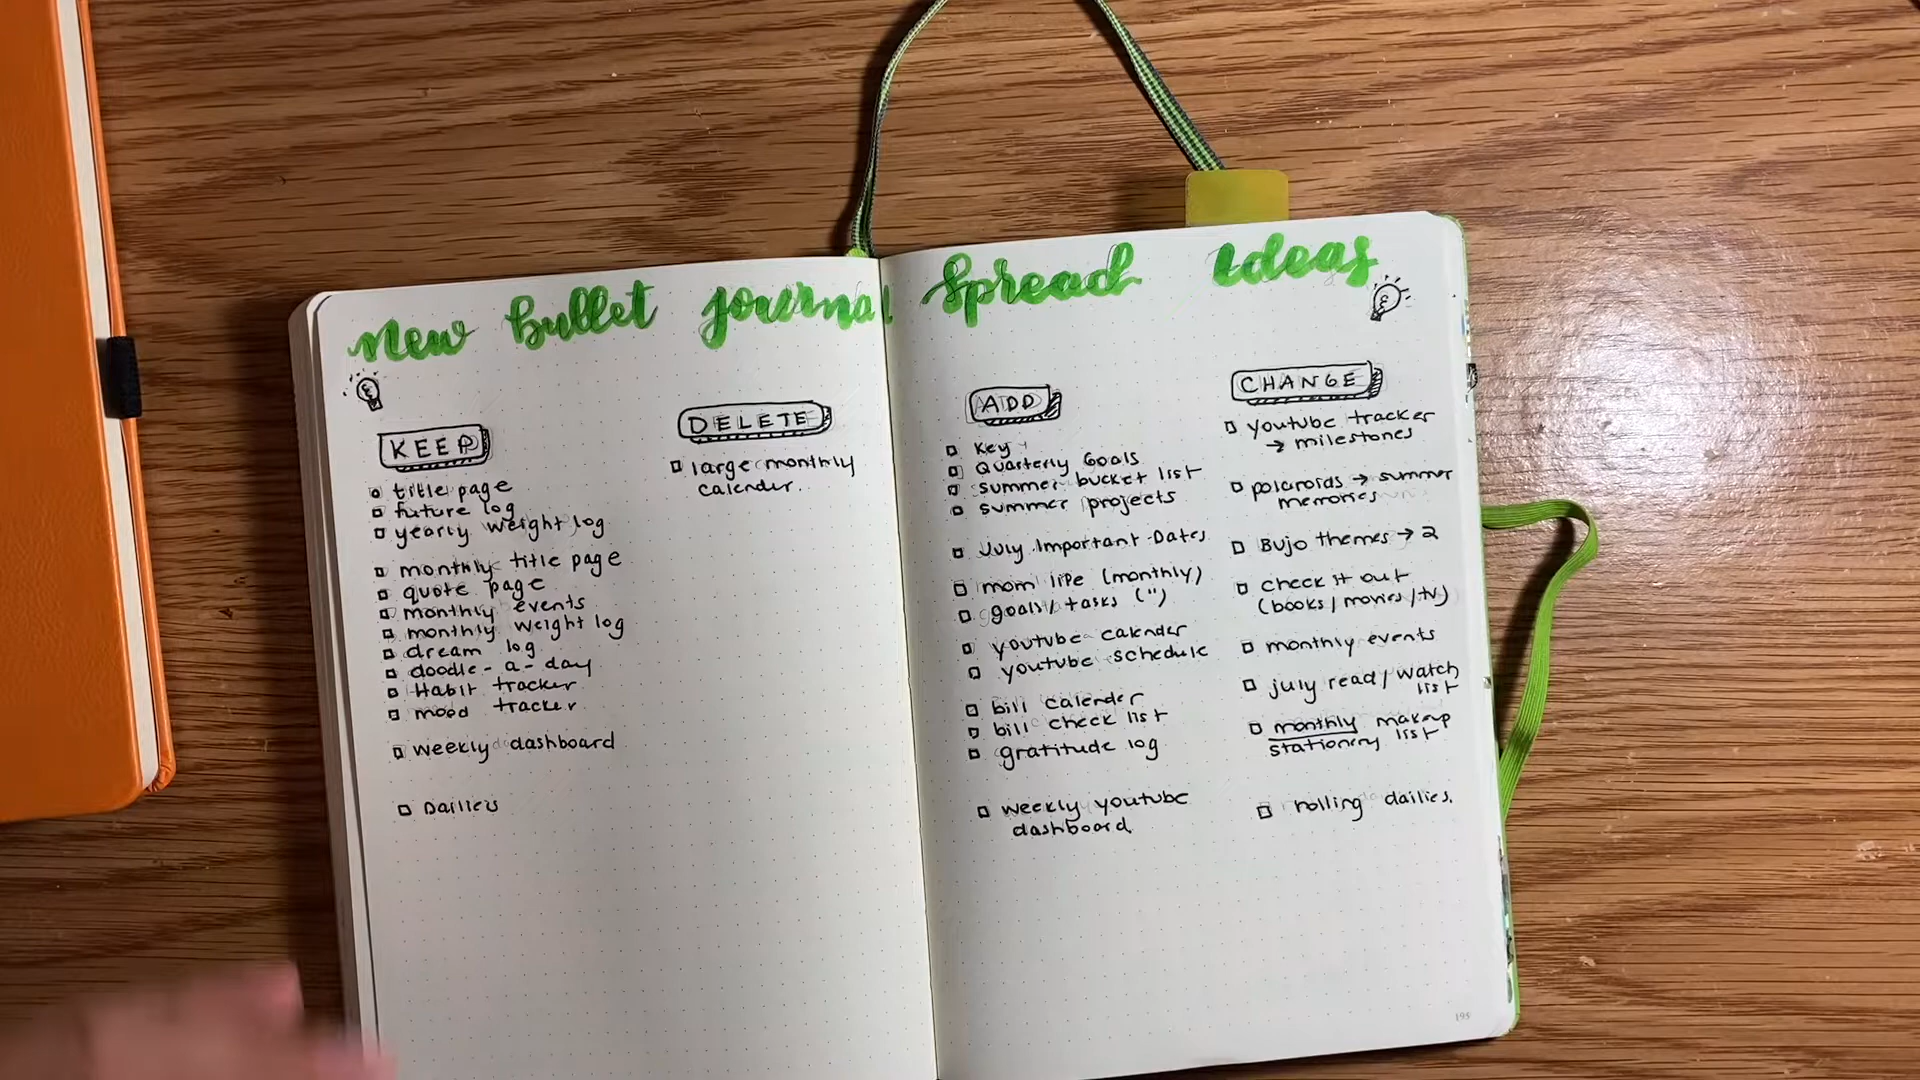 New Bullet Journal Spread Ideas
KEEP
title page
future log
yearly weight log
monthly title page
quote page
monthly events
monthly weight log
dream log
doodle-a-day
Habit tracker
mood tracker
weekly dashboard
Dailies
DELETE
large monthly
calender.
ADD
Key
Quarterly Goals
summer bucket list
summer projects
July Important Dates
mom life (monthly)
goals/tasks (")
youtube calender
youtube schedule
bill calender
bill check list
gratitude log
weekly youtube
dashboard
CHANGE
youtube tracker
→ milestones
polaroids → summer
memories
Bujo themes → 2
check it out
(books/movies/tv)
monthly events
july read/watch
list
monthly makeup
stationery list
rolling dailies.
195